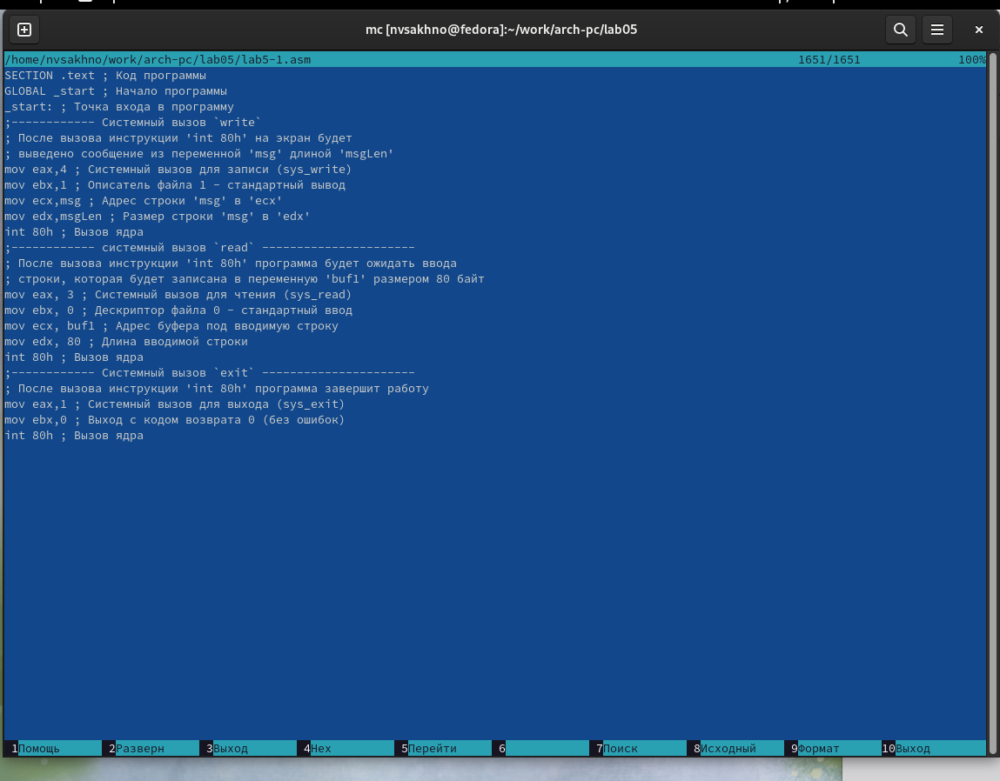 mc [nvsakhno@fedora]:~/work/arch-pc/lab05
/home/nvsakhno/work/arch-pc/lab05/lab5-1.asm 1651/1651 100%
SECTION .text ; Код программы
GLOBAL _start ; Начало программы
_start: ; Точка входа в программу
;------------ Системный вызов `write`
; После вызова инструкции 'int 80h' на экран будет
; выведено сообщение из переменной 'msg' длиной 'msgLen'
mov eax,4 ; Системный вызов для записи (sys_write)
mov ebx,1 ; Описатель файла 1 - стандартный вывод
mov ecx,msg ; Адрес строки 'msg' в 'ecx'
mov edx,msgLen ; Размер строки 'msg' в 'edx'
int 80h ; Вызов ядра
;------------ системный вызов `read` ----------------------
; После вызова инструкции 'int 80h' программа будет ожидать ввода
; строки, которая будет записана в переменную 'buf1' размером 80 байт
mov eax, 3 ; Системный вызов для чтения (sys_read)
mov ebx, 0 ; Дескриптор файла 0 - стандартный ввод
mov ecx, buf1 ; Адрес буфера под вводимую строку
mov edx, 80 ; Длина вводимой строки
int 80h ; Вызов ядра
;------------ Системный вызов `exit` ----------------------
; После вызова инструкции 'int 80h' программа завершит работу
mov eax,1 ; Системный вызов для выхода (sys_exit)
mov ebx,0 ; Выход с кодом возврата 0 (без ошибок)
int 80h ; Вызов ядра
1Помощь 2Разверн 3Выход 4Hex 5Перейти 6 7Поиск 8Исходный 9Формат 10Выход